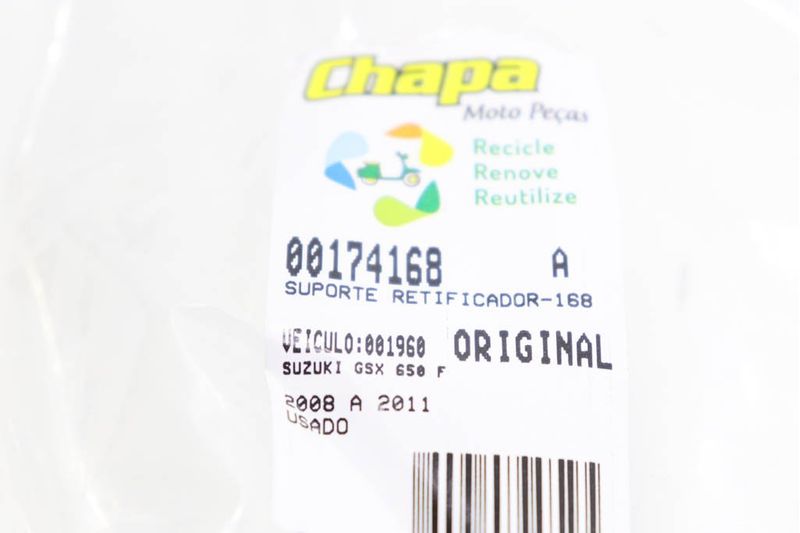 Chapa
Moto Peças
Recicle
Renove
Reutilize
00174168 A
SUPORTE RETIFICADOR-168
VEICULO:001960 ORIGINAL
SUZUKI GSX 650 F
2008 A 2011
USADO